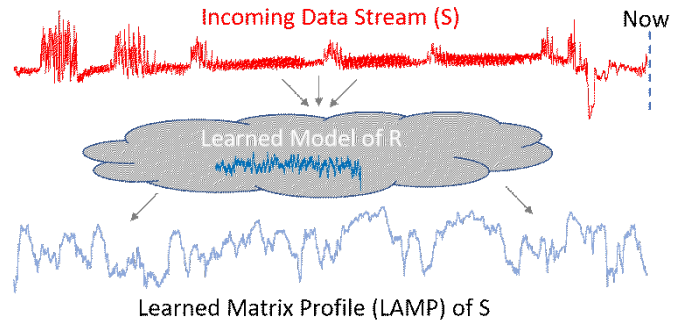 Incoming Data Stream (S)
Now
Learned Model of R
Learned Matrix Profile (LAMP) of S